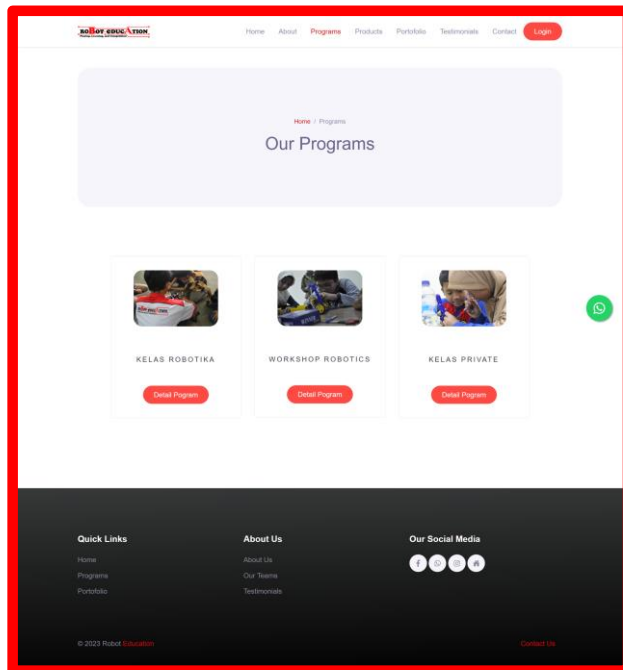 ROBOT EDUCATION
Home About Programs Products Portofolio Testimonials Contact Login
Home / Programs
Our Programs
KELAS ROBOTIKA
WORKSHOP ROBOTICS
KELAS PRIVATE
Detail Pogram
Detail Pogram
Detail Pogram
Quick Links
Home
Programs
Portofolio
About Us
About Us
Our Teams
Testimonials
Our Social Media
© 2023 Robot Education
Contact Us